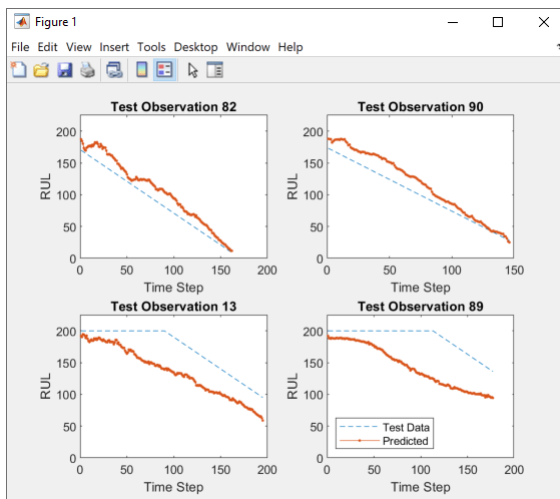 Figure 1
File Edit View Insert Tools Desktop Window Help
Test Observation 82
200
150
100
50
0
RUL
0 50 100 150 200
Time Step
Test Observation 90
200
150
100
50
0
RUL
0 50 100 150
Time Step
Test Observation 13
200
150
100
50
0
RUL
0 50 100 150 200
Time Step
Test Observation 89
200
150
100
50
0
RUL
Test Data
Predicted
0 50 100 150 200
Time Step